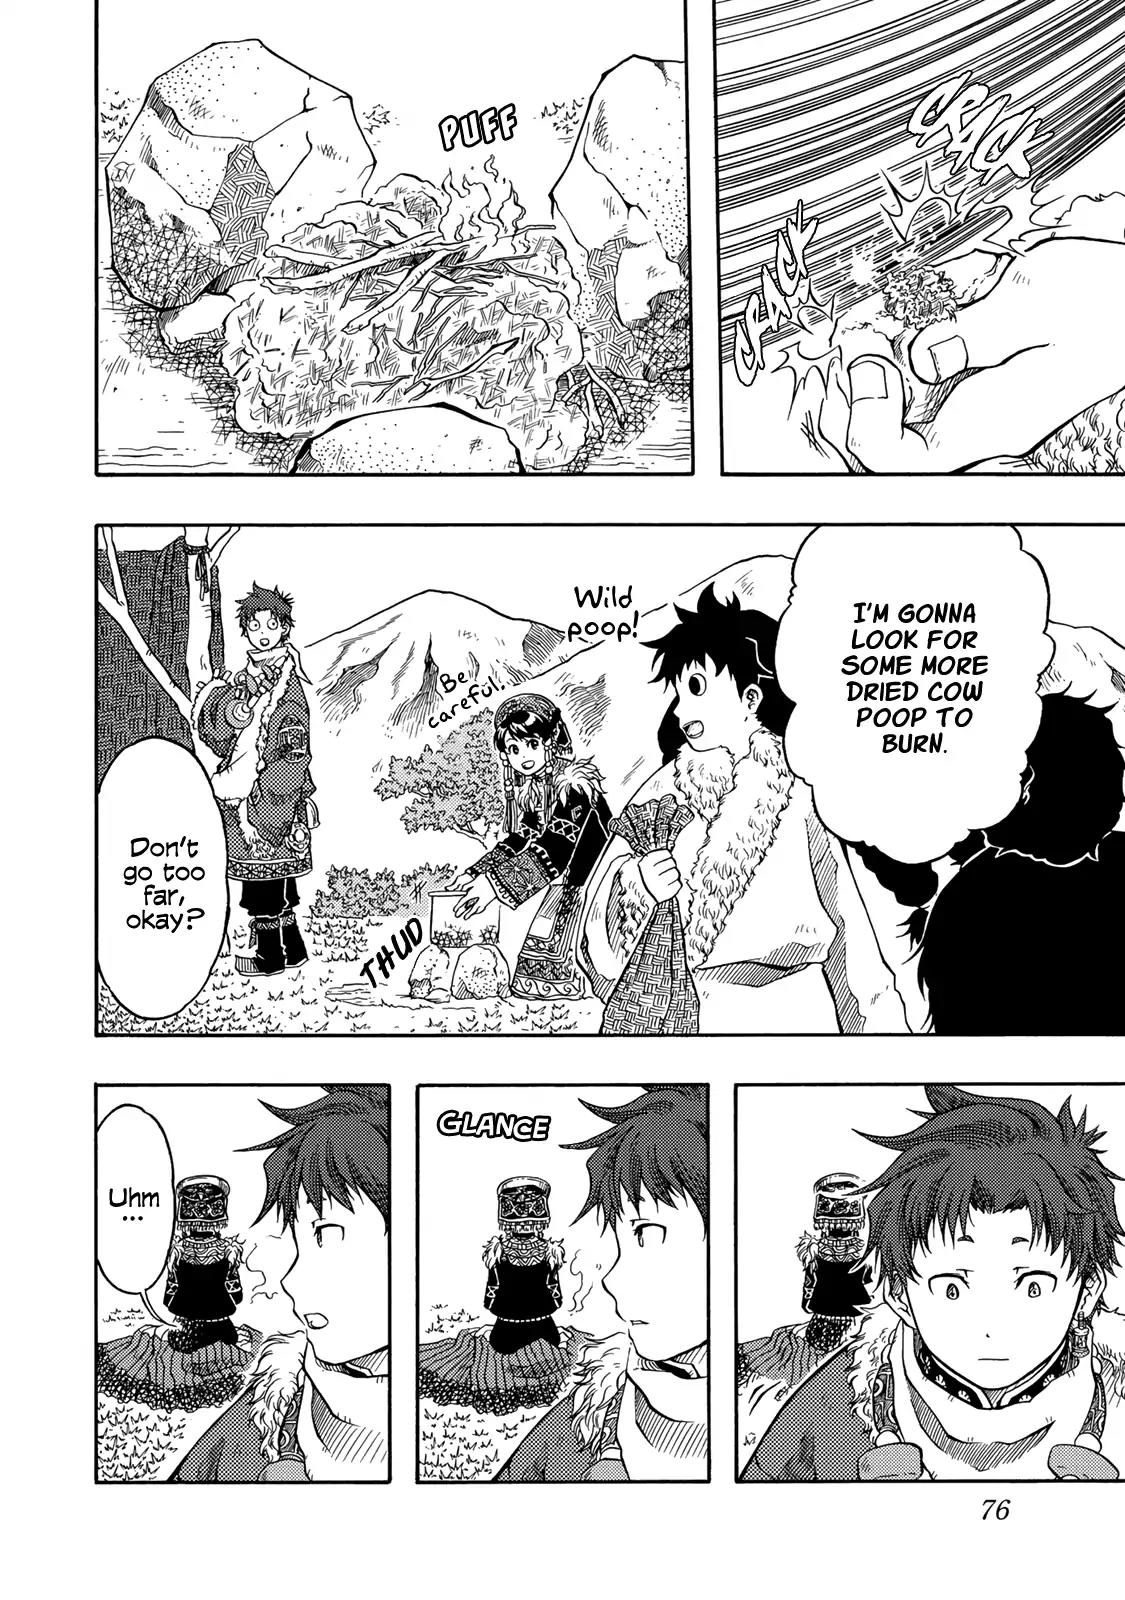 CRACK
CRACK
PUFF
I'M GONNA
LOOK FOR
SOME MORE
DRIED COW
POOP TO
BURN.
Wild
poop!
Be
careful.
THUD
Don't
go too
far,
okay?
GLANCE
Uhm
...
76